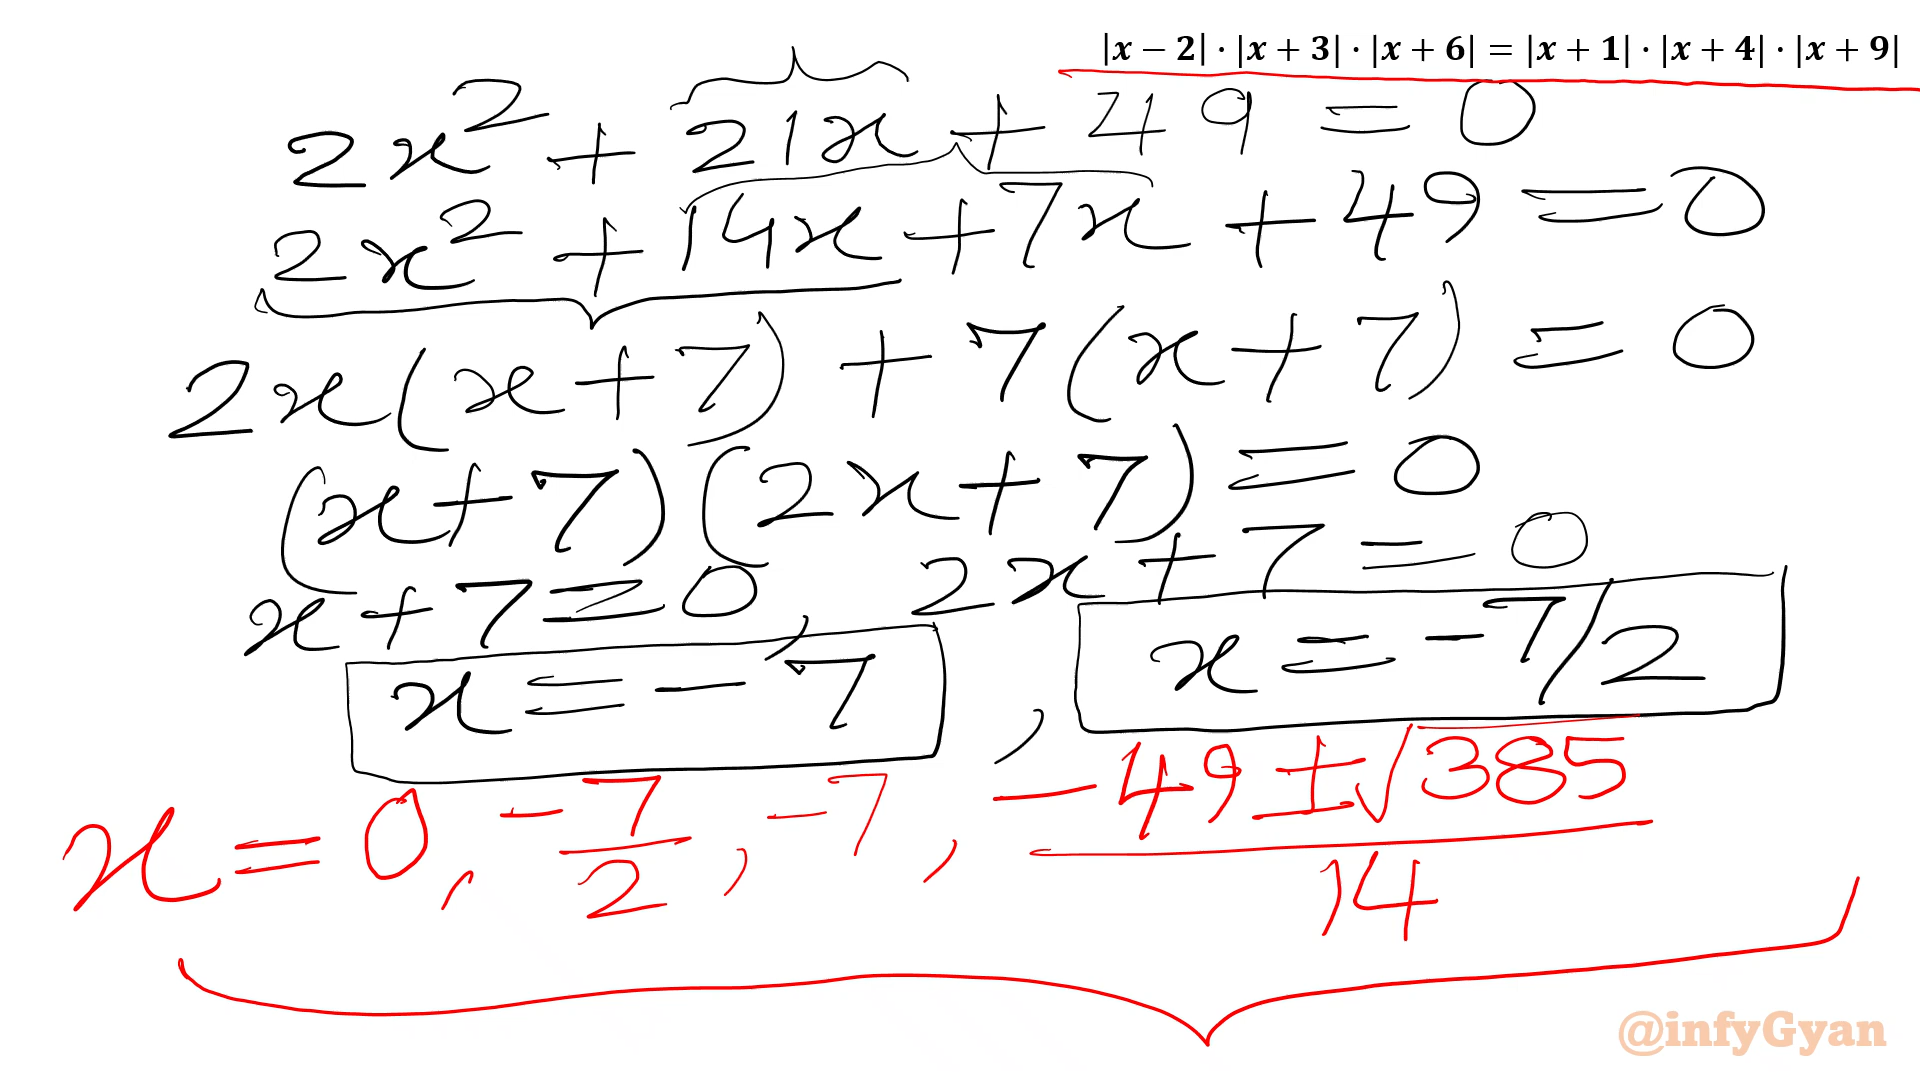 |x − 2| · |x + 3| · |x + 6| = |x + 1| · |x + 4| · |x + 9|
2x² + 21x + 49 = 0
2x² + 14x + 7x + 49 = 0
2x(x + 7) + 7(x + 7) = 0
(x + 7)(2x + 7) = 0
x + 7 = 0, 2x + 7 = 0
x = −7, x = −7/2
x = 0, −7/2, −7, (−49 ± √385)/14
@infyGyan